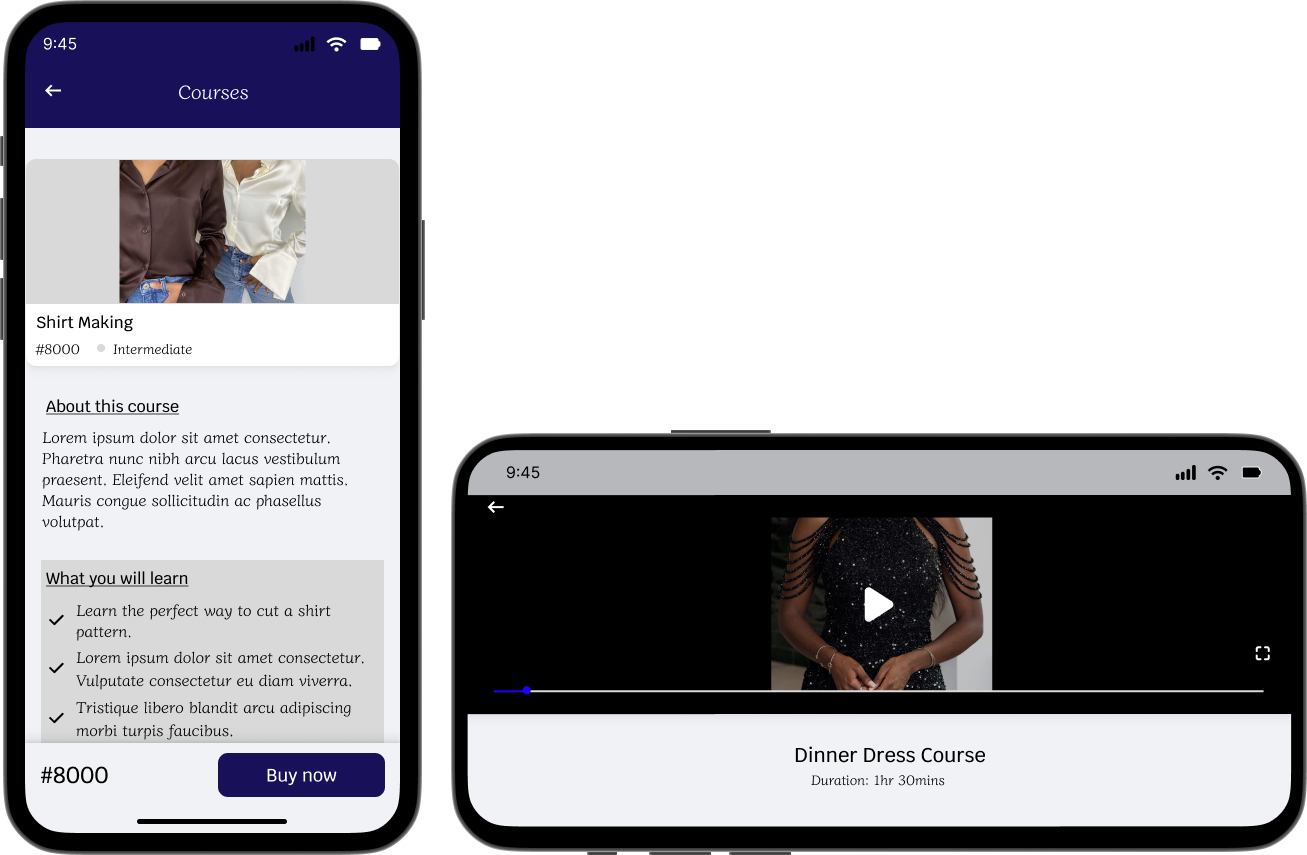 9:45
Courses
Shirt Making
#8000 Intermediate
About this course
Lorem ipsum dolor sit amet consectetur.
Pharetra nunc nibh arcu lacus vestibulum
praesent. Eleifend velit amet sapien mattis.
Mauris congue sollicitudin ac phasellus
volutpat.
What you will learn
Learn the perfect way to cut a shirt
pattern.
Lorem ipsum dolor sit amet consectetur.
Vulputate consectetur eu diam viverra.
Tristique libero blandit arcu adipiscing
morbi turpis faucibus.
#8000 Buy now
9:45
Dinner Dress Course
Duration: 1hr 30mins